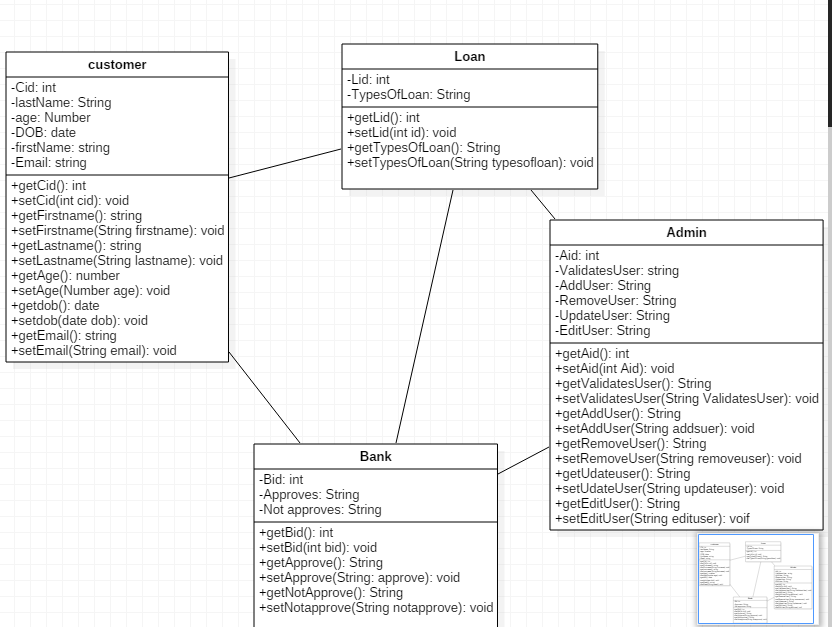 customer
-Cid: int
-lastName: String
-age: Number
-DOB: date
-firstName: string
-Email: string
+getCid(): int
+setCid(int cid): void
+getFirstname(): string
+setFirstname(String firstname): void
+getLastname(): string
+setLastname(String lastname): void
+getAge(): number
+setAge(Number age): void
+getdob(): date
+setdob(date dob): void
+getEmail(): string
+setEmail(String email): void
Loan
-Lid: int
-TypesOfLoan: String
+getLid(): int
+setLid(int id): void
+getTypesOfLoan(): String
+setTypesOfLoan(String typesofloan): void
Admin
-Aid: int
-ValidatesUser: string
-AddUser: String
-RemoveUser: String
-UpdateUser: String
-EditUser: String
+getAid(): int
+setAid(int Aid): void
+getValidatesUser(): String
+setValidatesUser(String ValidatesUser): void
+getAddUser(): String
+setAddUser(String addsuer): void
+getRemoveUser(): String
+setRemoveUser(String removeuser): void
+getUdateuser(): String
+setUdateUser(String updateuser): void
+getEditUser(): String
+setEditUser(String edituser): voif
Bank
-Bid: int
-Approves: String
-Not approves: String
+getBid(): int
+setBid(int bid): void
+getApprove(): String
+setApprove(String: approve): void
+getNotApprove(): String
+setNotapprove(String notapprove): void